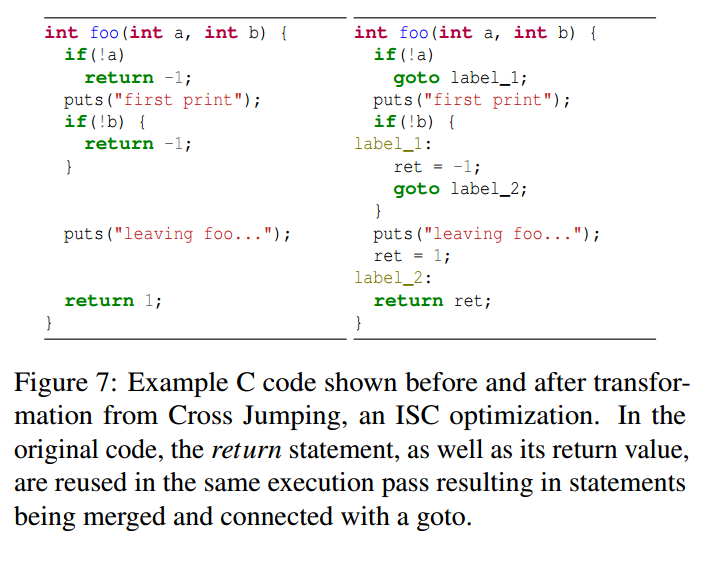 int foo(int a, int b) {
  if(!a)
    return -1;
  puts("first print");
  if(!b) {
    return -1;
  }
  puts("leaving foo...");
  return 1;
}
int foo(int a, int b) {
  if(!a)
    goto label_1;
  puts("first print");
  if(!b) {
label_1:
    ret = -1;
    goto label_2;
  }
  puts("leaving foo...");
  ret = 1;
label_2:
  return ret;
}
Figure 7: Example C code shown before and after transfor-
mation from Cross Jumping, an ISC optimization. In the
original code, the return statement, as well as its return value,
are reused in the same execution pass resulting in statements
being merged and connected with a goto.